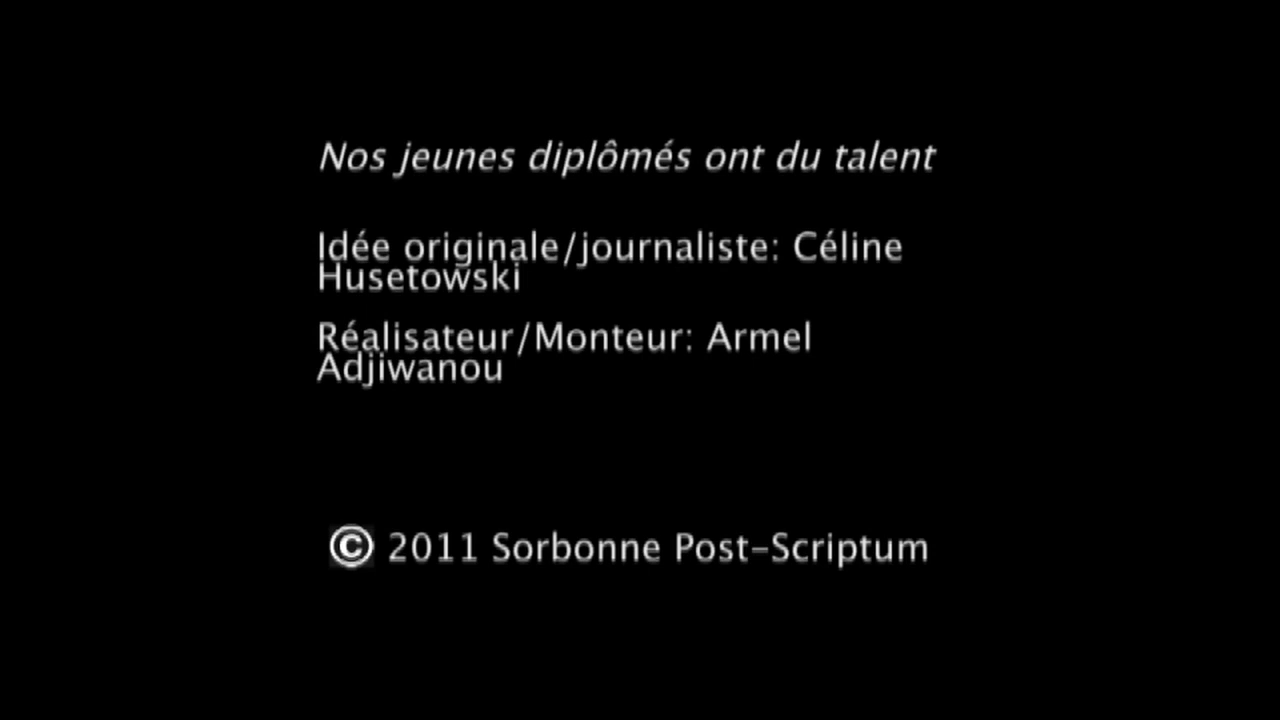 Nos jeunes diplômés ont du talent
Idée originale/journaliste: Céline
Husetowski
Réalisateur/Monteur: Armel
Adjiwanou
© 2011 Sorbonne Post-Scriptum